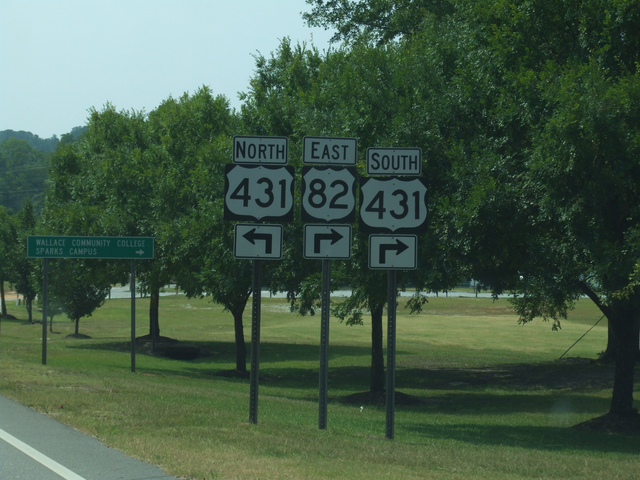 WALLACE COMMUNITY COLLEGE
SPARKS CAMPUS
NORTH
431
EAST
82
SOUTH
431